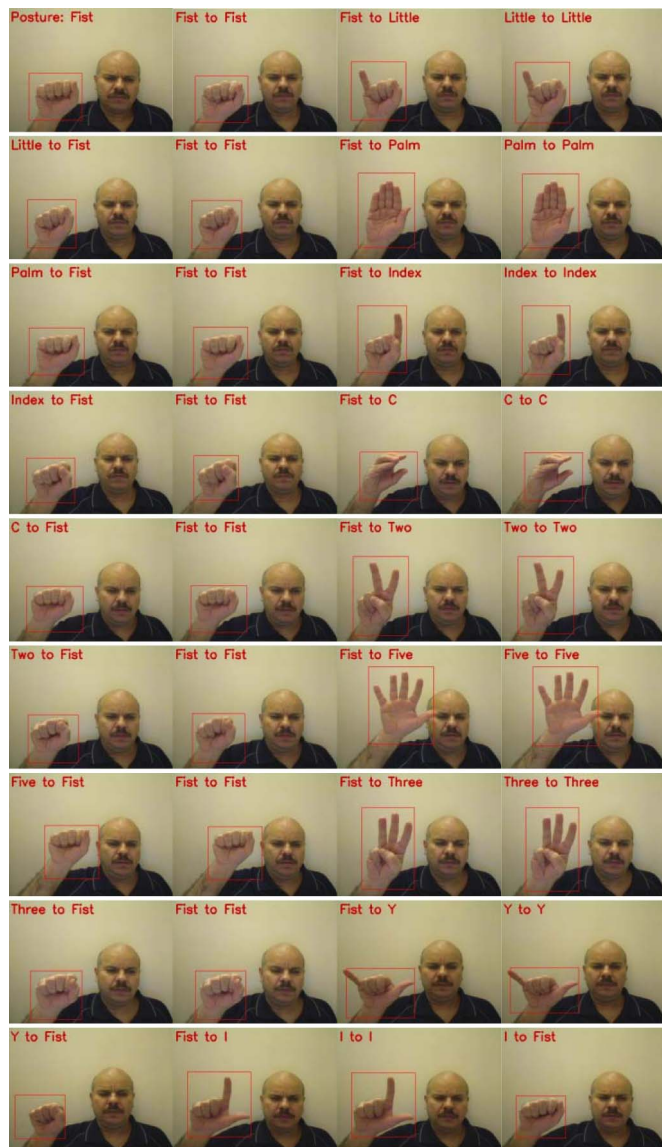 Posture: Fist
Fist to Fist
Fist to Little
Little to Little
Little to Fist
Fist to Fist
Fist to Palm
Palm to Palm
Palm to Fist
Fist to Fist
Fist to Index
Index to Index
Index to Fist
Fist to Fist
Fist to C
C to C
C to Fist
Fist to Fist
Fist to Two
Two to Two
Two to Fist
Fist to Fist
Fist to Five
Five to Five
Five to Fist
Fist to Fist
Fist to Three
Three to Three
Three to Fist
Fist to Fist
Fist to Y
Y to Y
Y to Fist
Fist to I
I to I
I to Fist